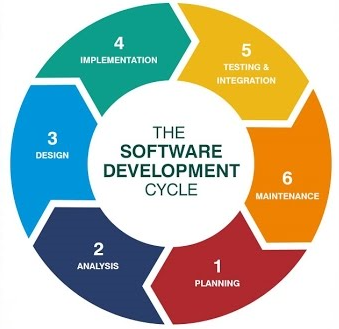 THE
SOFTWARE
DEVELOPMENT
CYCLE
1
PLANNING
2
ANALYSIS
3
DESIGN
4
IMPLEMENTATION
5
TESTING &
INTEGRATION
6
MAINTENANCE